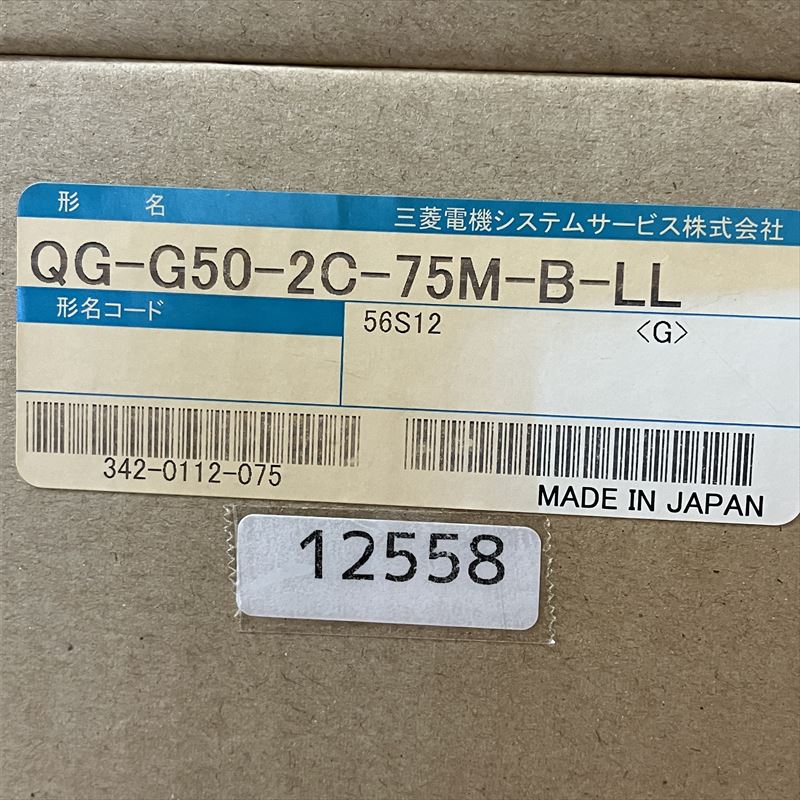 形 名 三菱電機システムサービス株式会社
QG-G50-2C-75M-B-LL
形名コード
56S12 <G>
342-0112-075
MADE IN JAPAN
12558